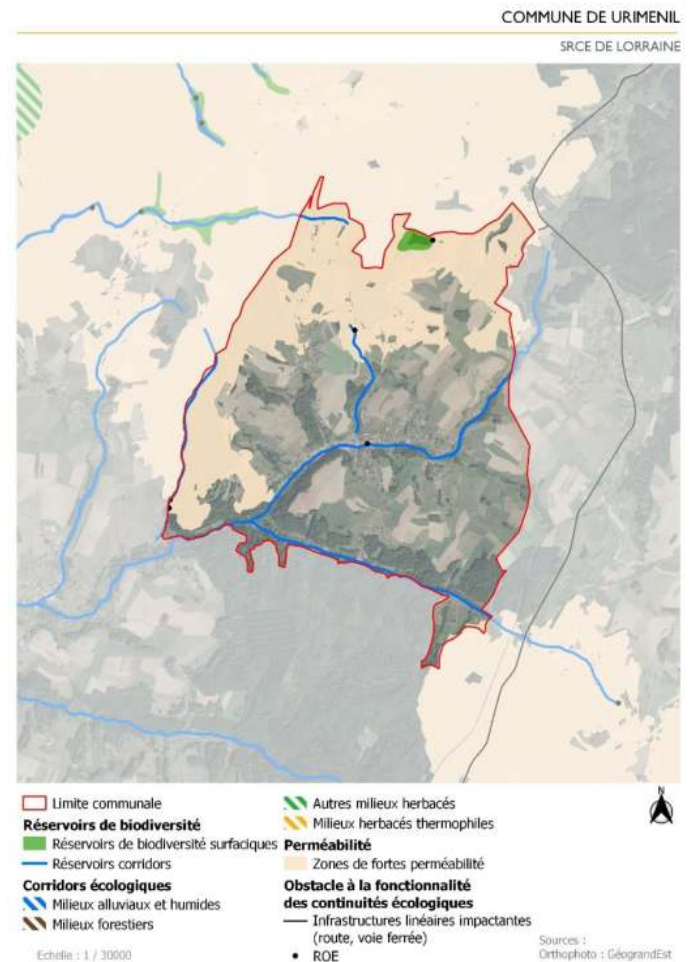 COMMUNE DE URIMENIL
SRCE DE LORRAINE
Limite communale
Réservoirs de biodiversité
Réservoirs de biodiversité surfaciques
Réservoirs corridors
Corridors écologiques
Milieux alluviaux et humides
Milieux forestiers
Echelle : 1 / 30000
Autres milieux herbacés
Milieux herbacés thermophiles
Perméabilité
Zones de fortes perméabilité
Obstacle à la fonctionnalité
des continuités écologiques
Infrastructures linéaires impactantes
(route, voie ferrée)
ROE
N
Sources :
Orthophoto : GéograndEst